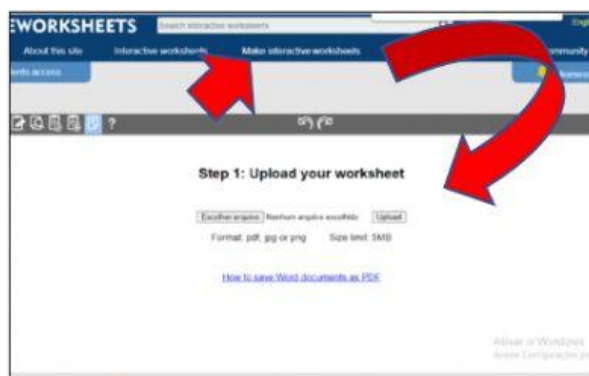 EWORKSHEETS
Search interactive worksheets
About this site Interactive worksheets Make interactive worksheets
access
?
Step 1: Upload your worksheet
Escolher arquivo Nenhum arquivo escolhido Upload
Format: pdf, jpg or png Size limit: 5MB
How to save Word documents as PDF
Ativar o Windows